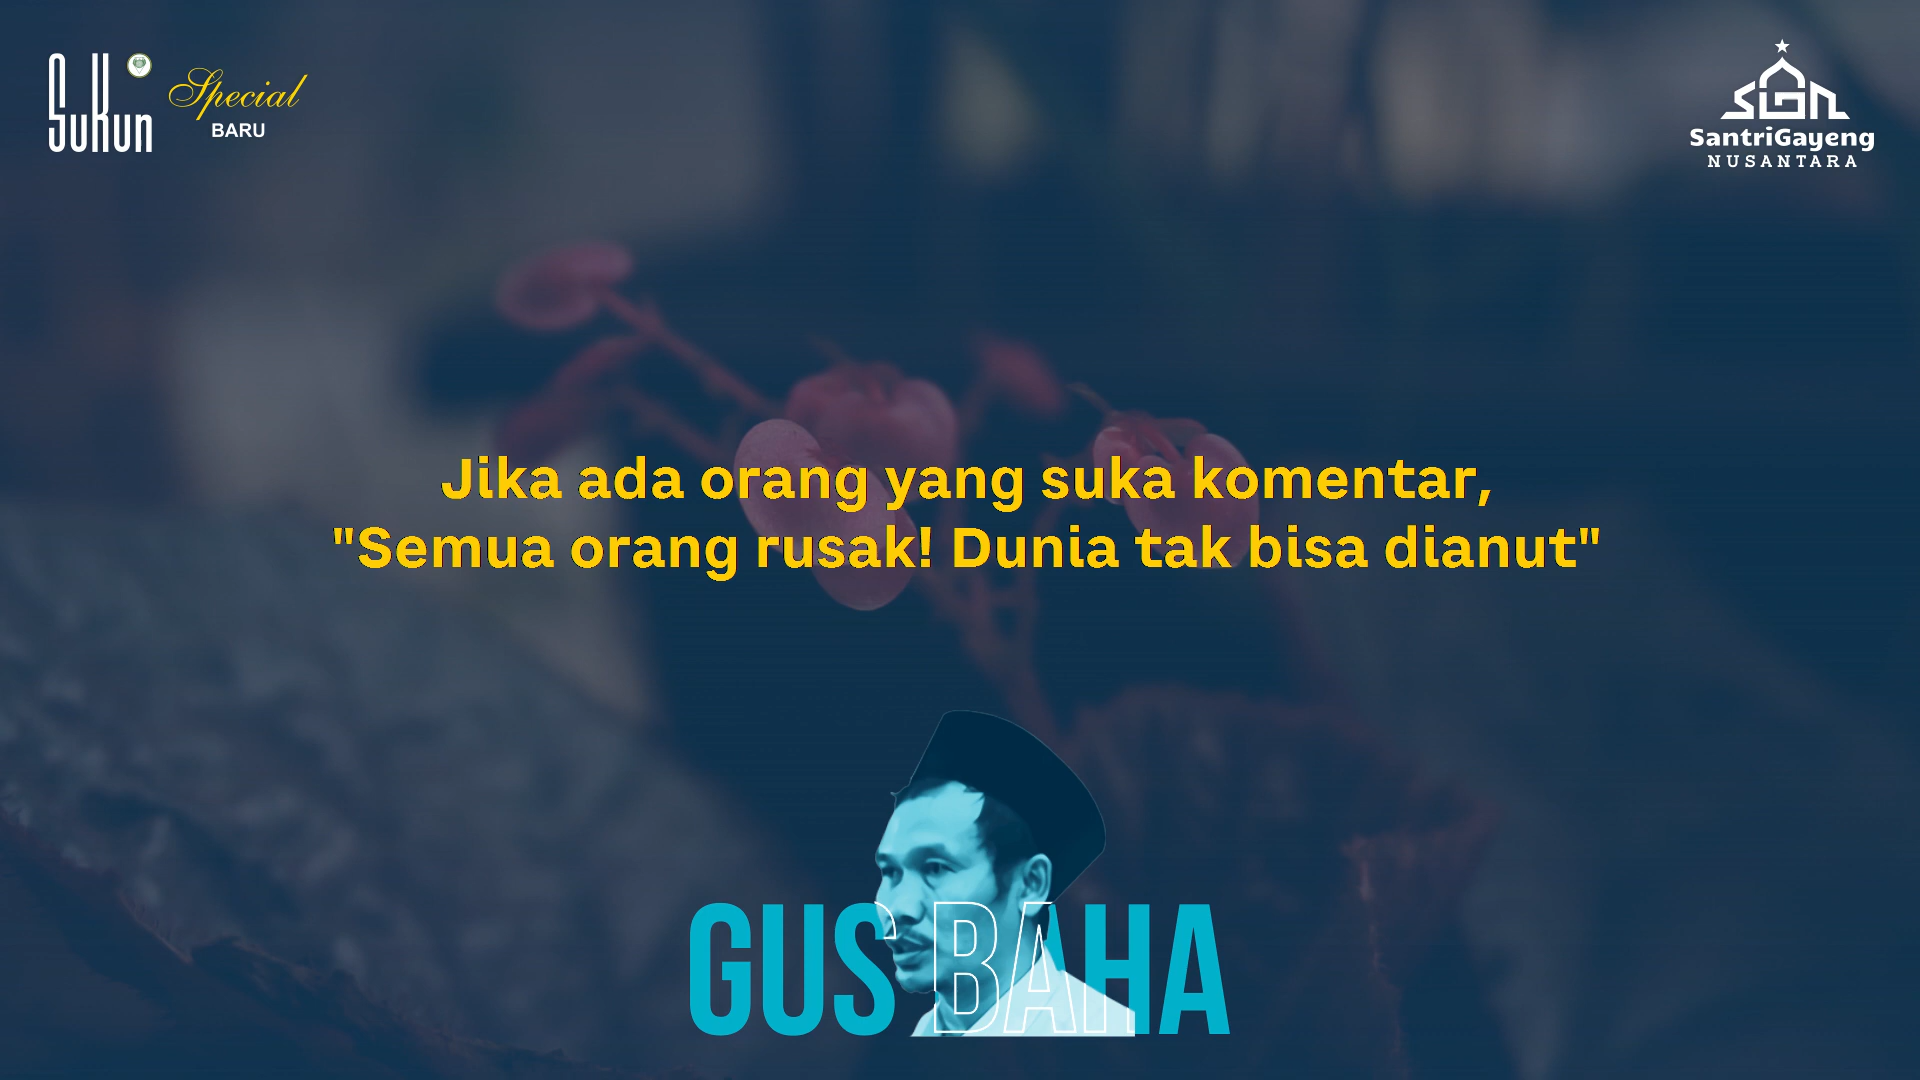 SuKun
Special
BARU
SIGN
SantriGayeng
NUSANTARA
Jika ada orang yang suka komentar,
"Semua orang rusak! Dunia tak bisa dianut"
GUS BAHA